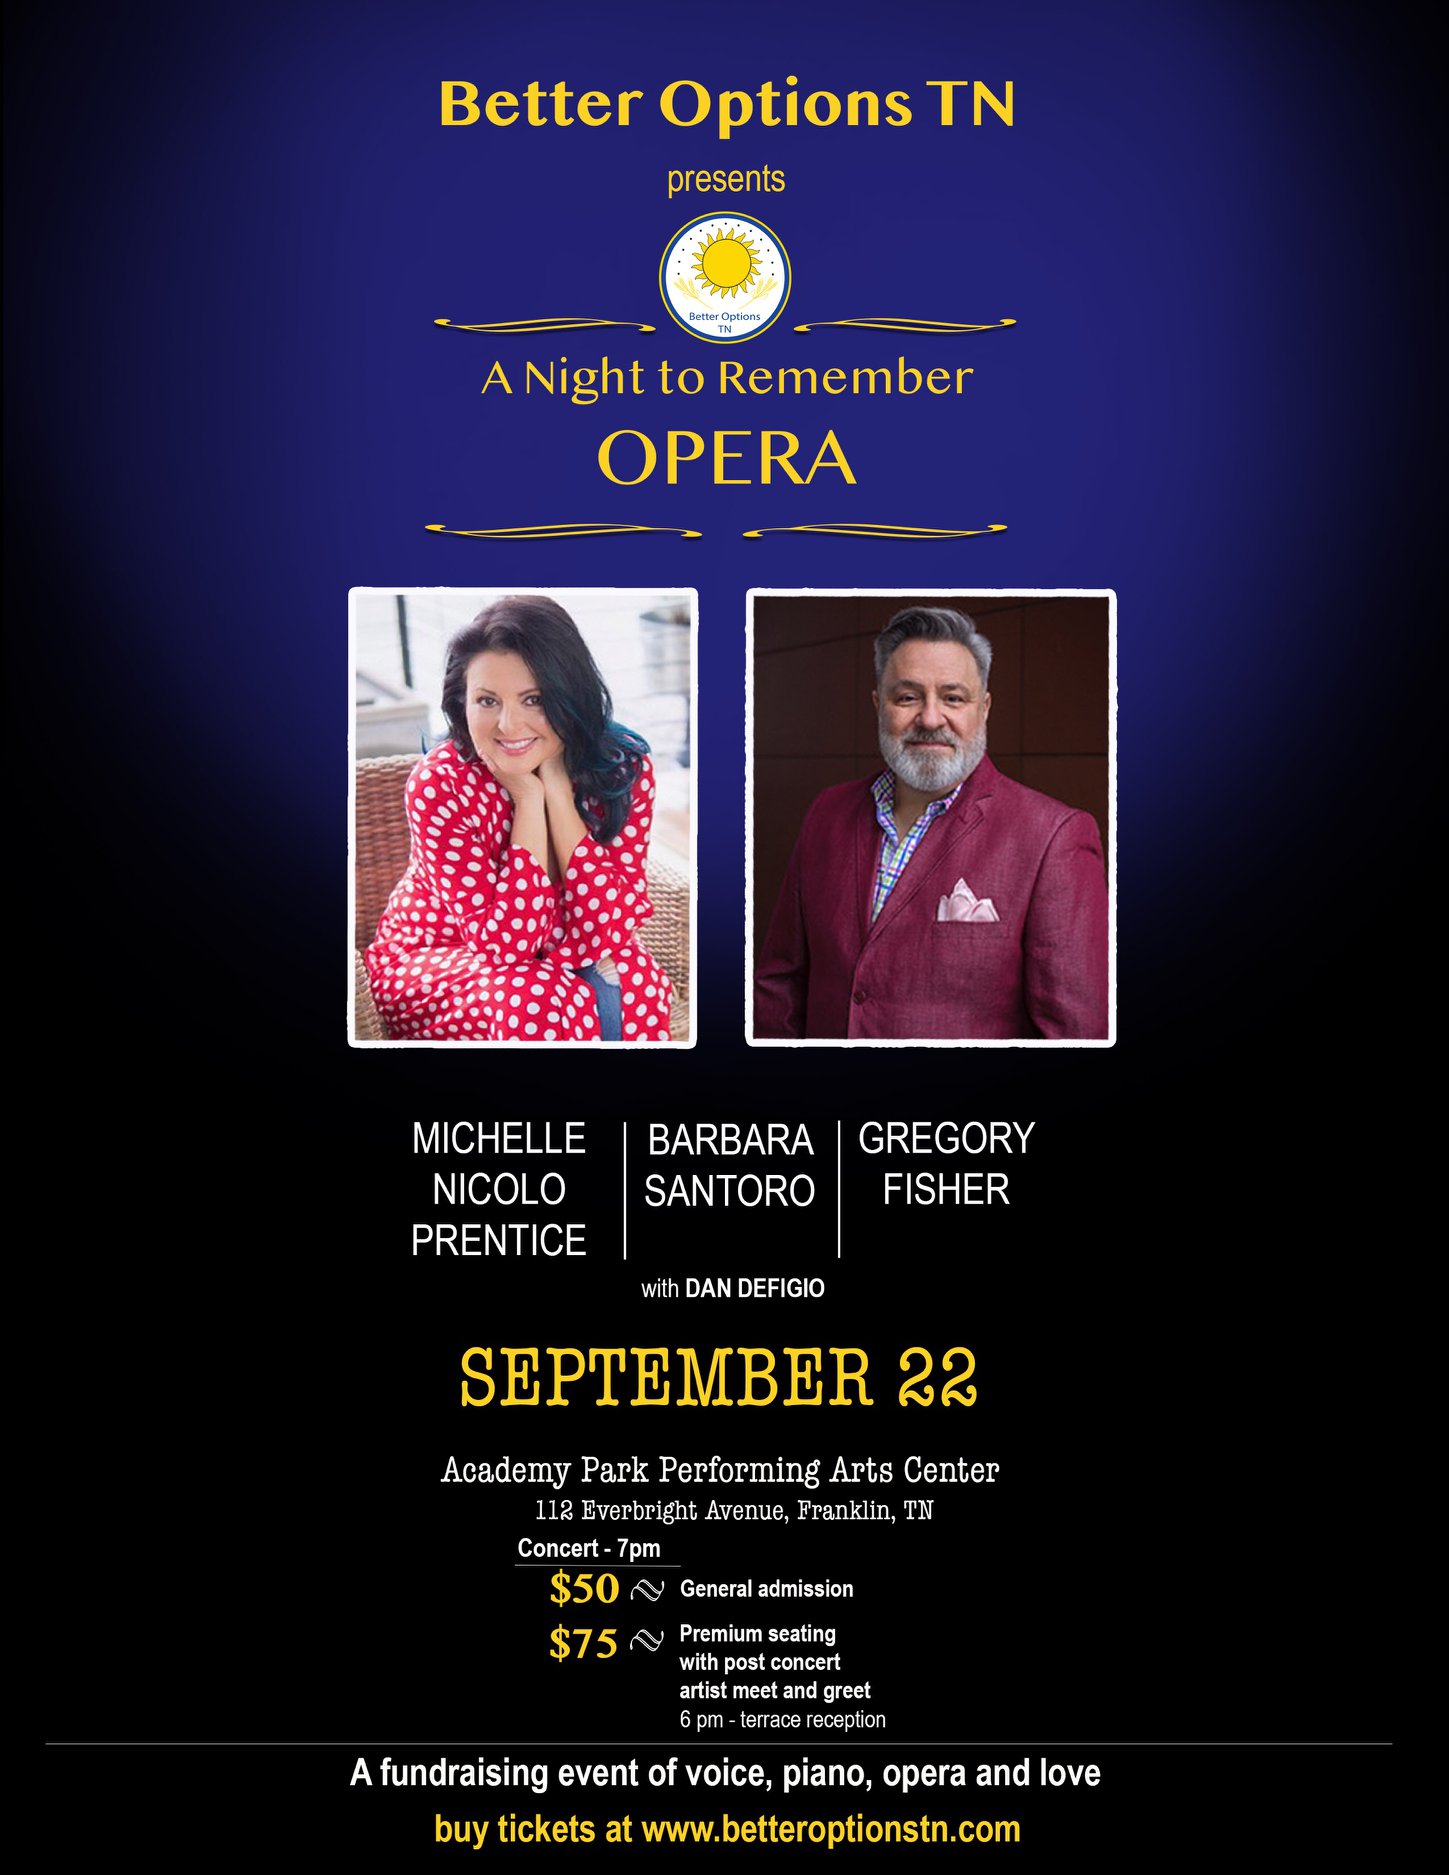 Better Options TN
presents
Better Options
TN
A Night to Remember
OPERA
MICHELLE
NICOLO
PRENTICE
BARBARA
SANTORO
GREGORY
FISHER
with DAN DEFIGIO
SEPTEMBER 22
Academy Park Performing Arts Center
112 Everbright Avenue, Franklin, TN
Concert - 7pm
$50 General admission
$75 Premium seating
with post concert
artist meet and greet
6 pm - terrace reception
A fundraising event of voice, piano, opera and love
buy tickets at www.betteroptionstn.com